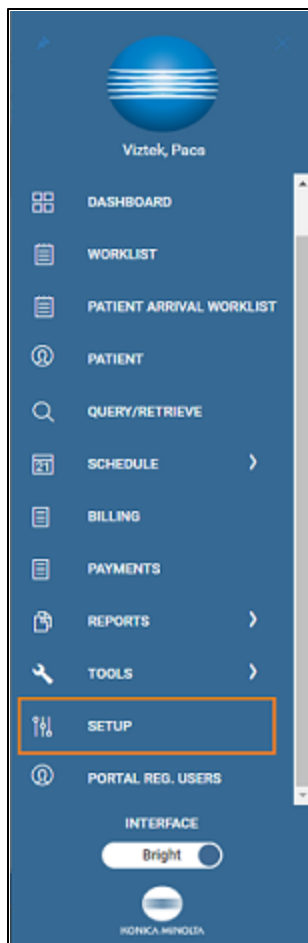 Viztek, Paca
DASHBOARD
WORKLIST
PATIENT ARRIVAL WORKLIST
PATIENT
QUERY/RETRIEVE
21
SCHEDULE
BILLING
PAYMENTS
REPORTS
TOOLS
SETUP
PORTAL REG. USERS
INTERFACE
Bright
KONICA MINOLTA